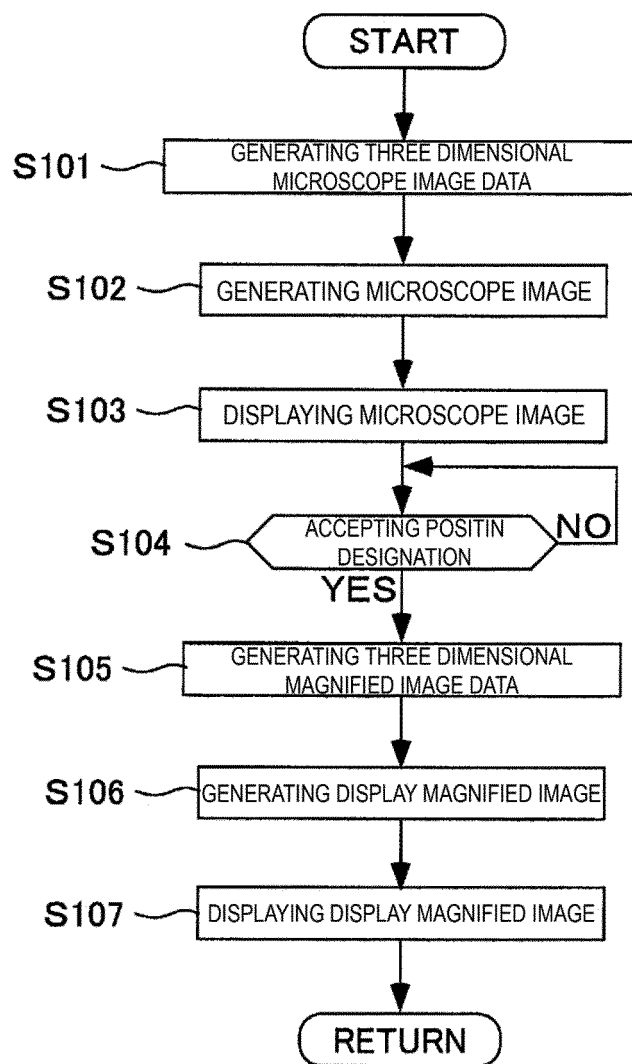 START
S101
GENERATING THREE DIMENSIONAL
MICROSCOPE IMAGE DATA
S102
GENERATING MICROSCOPE IMAGE
S103
DISPLAYING MICROSCOPE IMAGE
S104
ACCEPTING POSITIN
DESIGNATION
NO
YES
S105
GENERATING THREE DIMENSIONAL
MAGNIFIED IMAGE DATA
S106
GENERATING DISPLAY MAGNIFIED IMAGE
S107
DISPLAYING DISPLAY MAGNIFIED IMAGE
RETURN